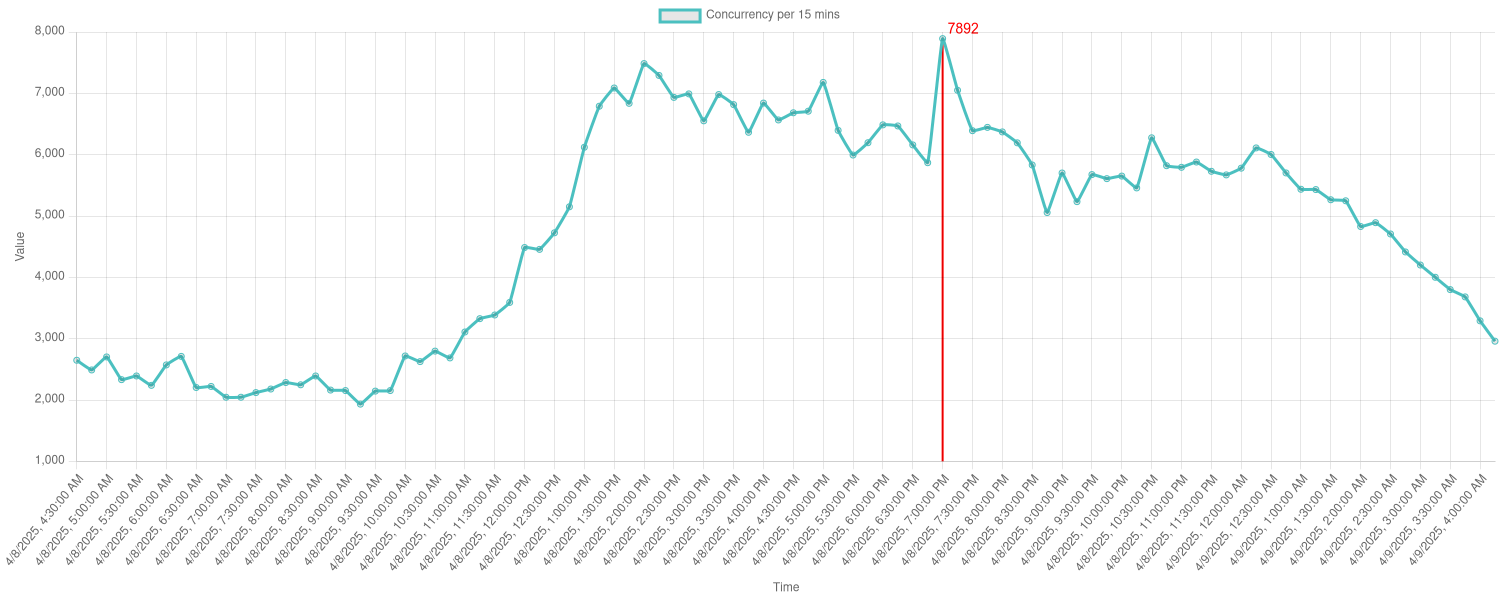 Concurrency per 15 mins
7892
8,000
7,000
6,000
5,000
4,000
3,000
2,000
1,000
Value
4/8/2025, 4:30:00 AM
4/8/2025, 5:00:00 AM
4/8/2025, 5:30:00 AM
4/8/2025, 6:00:00 AM
4/8/2025, 6:30:00 AM
4/8/2025, 7:00:00 AM
4/8/2025, 7:30:00 AM
4/8/2025, 8:00:00 AM
4/8/2025, 8:30:00 AM
4/8/2025, 9:00:00 AM
4/8/2025, 9:30:00 AM
4/8/2025, 10:00:00 AM
4/8/2025, 10:30:00 AM
4/8/2025, 11:00:00 AM
4/8/2025, 11:30:00 AM
4/8/2025, 12:00:00 PM
4/8/2025, 12:30:00 PM
4/8/2025, 1:00:00 PM
4/8/2025, 1:30:00 PM
4/8/2025, 2:00:00 PM
4/8/2025, 2:30:00 PM
4/8/2025, 3:00:00 PM
4/8/2025, 3:30:00 PM
4/8/2025, 4:00:00 PM
4/8/2025, 4:30:00 PM
4/8/2025, 5:00:00 PM
4/8/2025, 5:30:00 PM
4/8/2025, 6:00:00 PM
4/8/2025, 6:30:00 PM
4/8/2025, 7:00:00 PM
4/8/2025, 7:30:00 PM
4/8/2025, 8:00:00 PM
4/8/2025, 8:30:00 PM
4/8/2025, 9:00:00 PM
4/8/2025, 9:30:00 PM
4/8/2025, 10:00:00 PM
4/8/2025, 10:30:00 PM
4/8/2025, 11:00:00 PM
4/8/2025, 11:30:00 PM
4/9/2025, 12:00:00 AM
4/9/2025, 12:30:00 AM
4/9/2025, 1:00:00 AM
4/9/2025, 1:30:00 AM
4/9/2025, 2:00:00 AM
4/9/2025, 2:30:00 AM
4/9/2025, 3:00:00 AM
4/9/2025, 3:30:00 AM
4/9/2025, 4:00:00 AM
Time